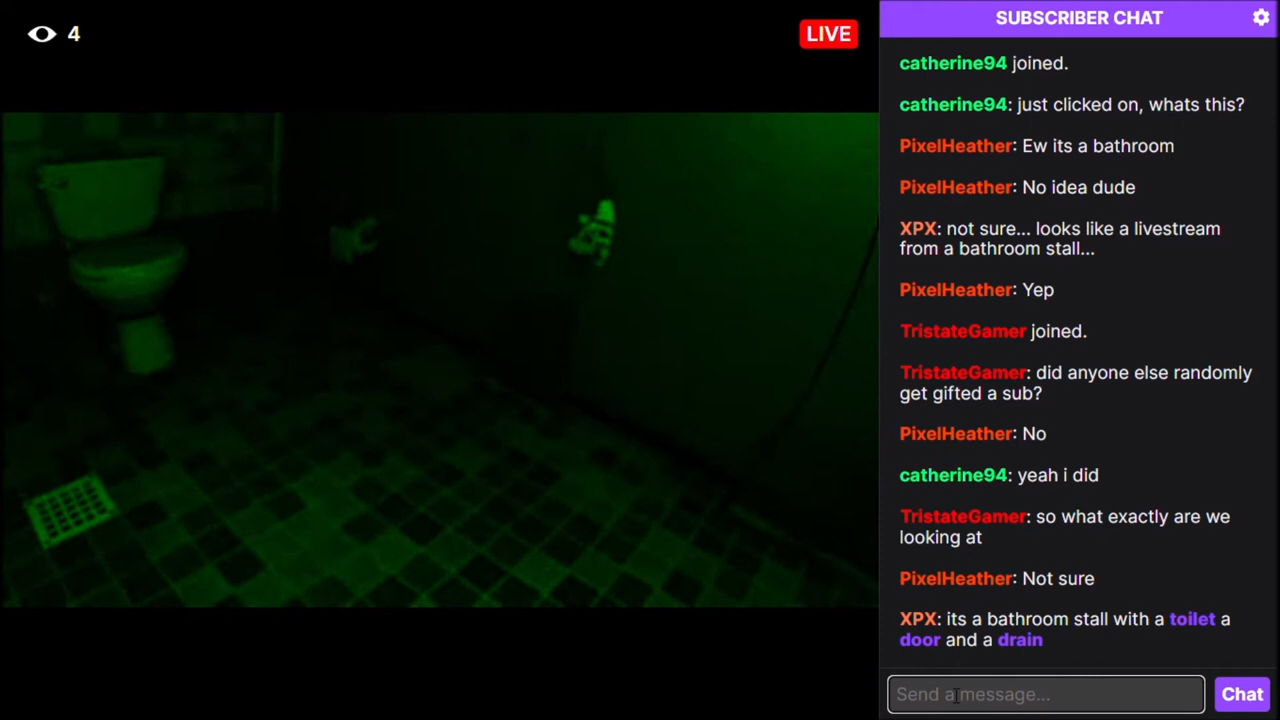 4
LIVE
SUBSCRIBER CHAT
catherine94 joined.
catherine94: just clicked on, whats this?
PixelHeather: Ew its a bathroom
PixelHeather: No idea dude
XPX: not sure... looks like a livestream
from a bathroom stall...
PixelHeather: Yep
TristateGamer joined.
TristateGamer: did anyone else randomly
get gifted a sub?
PixelHeather: No
catherine94: yeah i did
TristateGamer: so what exactly are we
looking at
PixelHeather: Not sure
XPX: its a bathroom stall with a toilet a
door and a drain
Send a message...
Chat